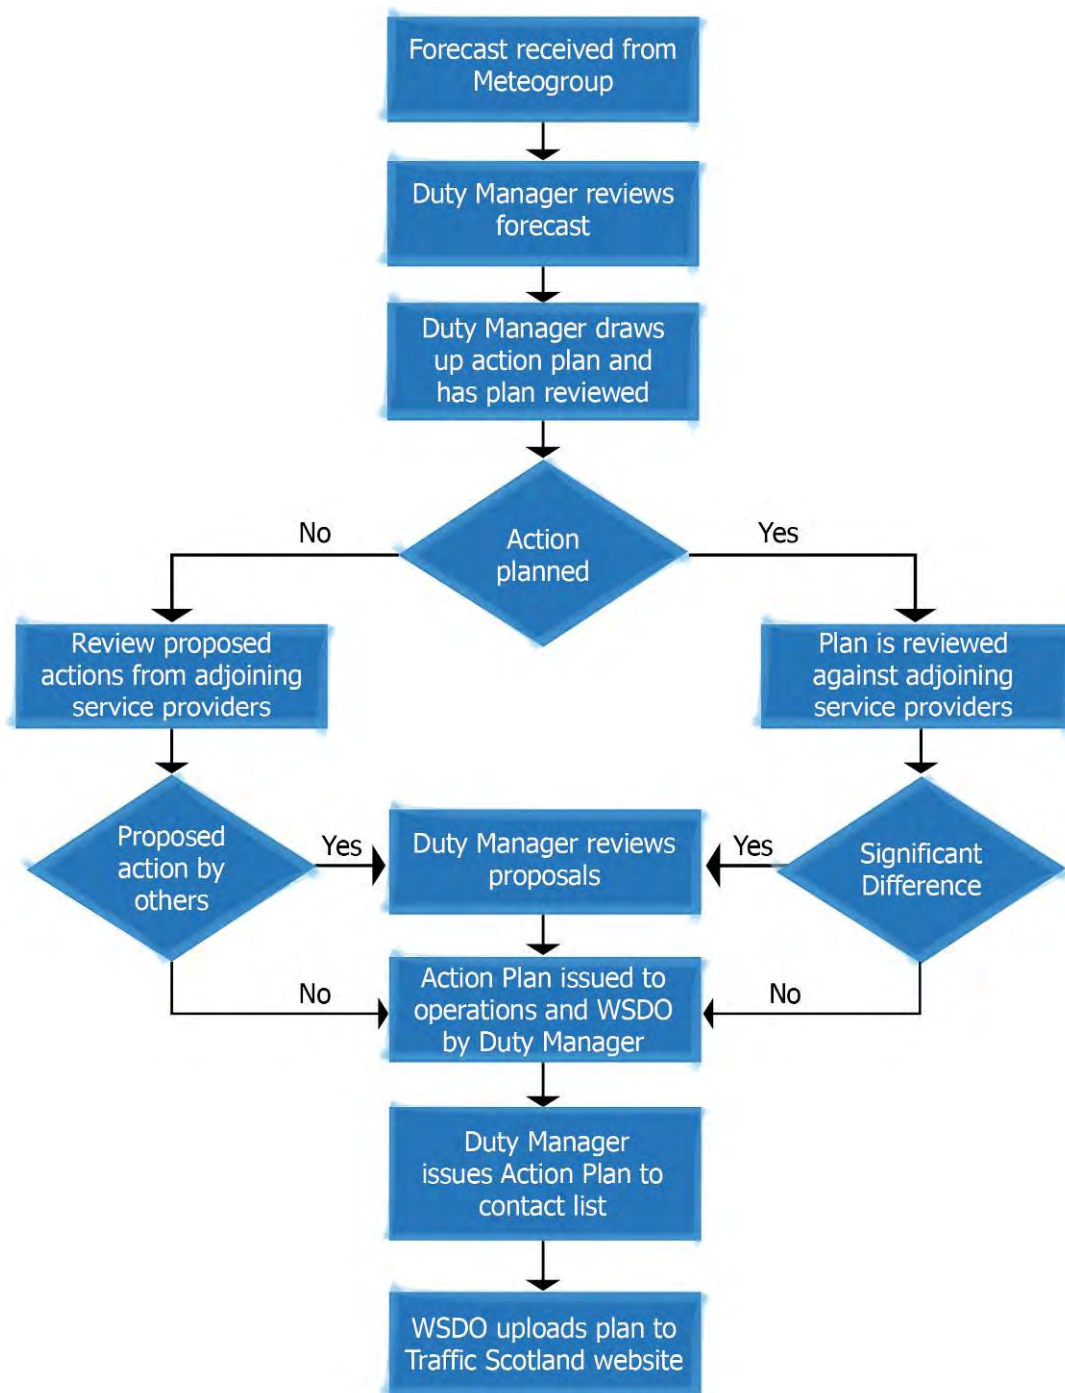 Forecast received from
Meteogroup
Duty Manager reviews
forecast
Duty Manager draws
up action plan and
has plan reviewed
No
Action
planned
Yes
Review proposed
actions from adjoining
service providers
Plan is reviewed
against adjoining
service providers
Proposed
action by
others
Yes
Duty Manager reviews
proposals
Yes
Significant
Difference
No
Action Plan issued to
operations and WSDO
by Duty Manager
No
Duty Manager
issues Action Plan to
contact list
WSDO uploads plan to
Traffic Scotland website